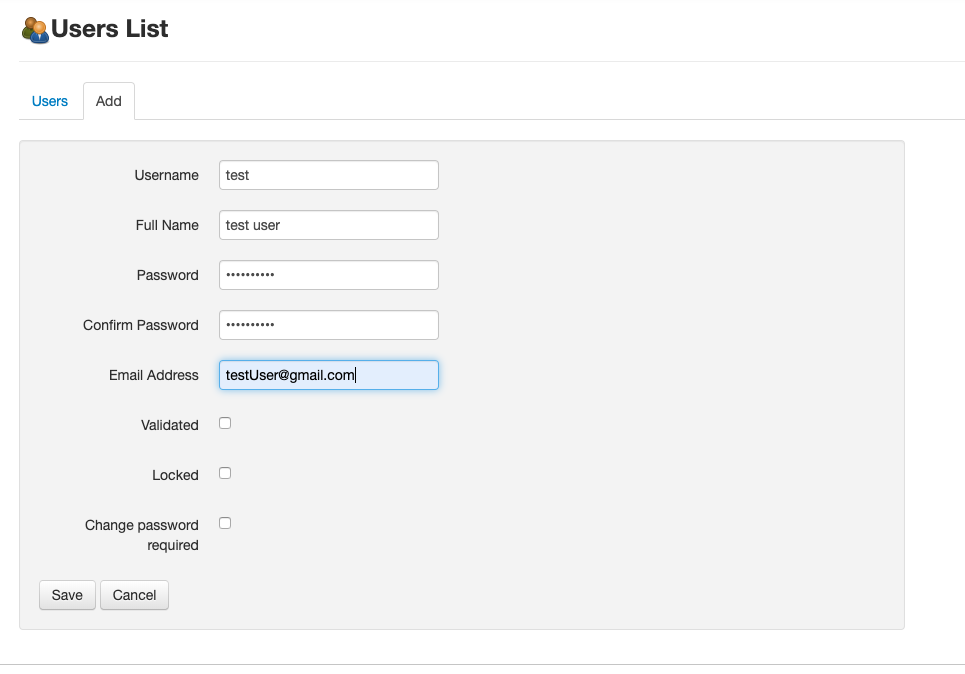 Users List
Users
Add
Username
test
Full Name
test user
Password
••••••••••
Confirm Password
••••••••••
Email Address
testUser@gmail.com
Validated
Locked
Change password
required
Save
Cancel